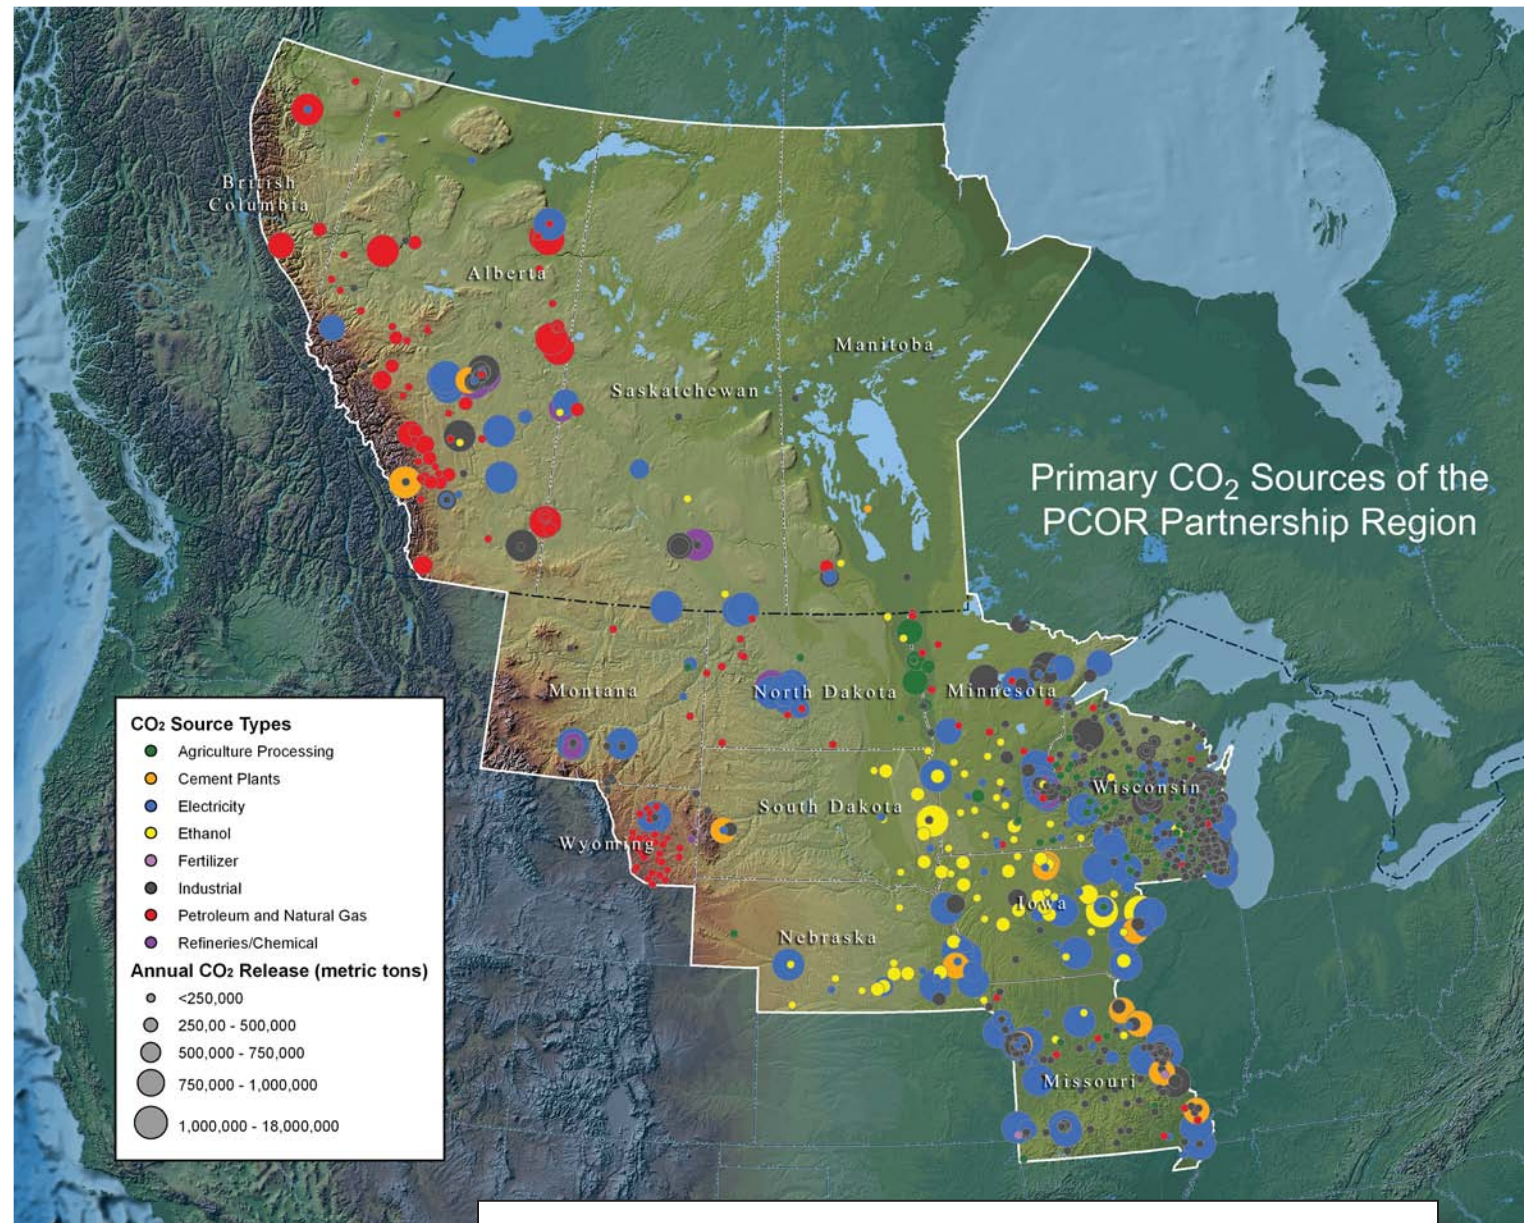 British
Columbia
Alberta
Manitoba
Saskatchewan
Primary CO₂ Sources of the
PCOR Partnership Region
Montana
North Dakota
Minnesota
Wisconsin
South Dakota
Wyoming
Iowa
Nebraska
Missouri
CO₂ Source Types
Agriculture Processing
Cement Plants
Electricity
Ethanol
Fertilizer
Industrial
Petroleum and Natural Gas
Refineries/Chemical
Annual CO₂ Release (metric tons)
<250,000
250,00 - 500,000
500,000 - 750,000
750,000 - 1,000,000
1,000,000 - 18,000,000